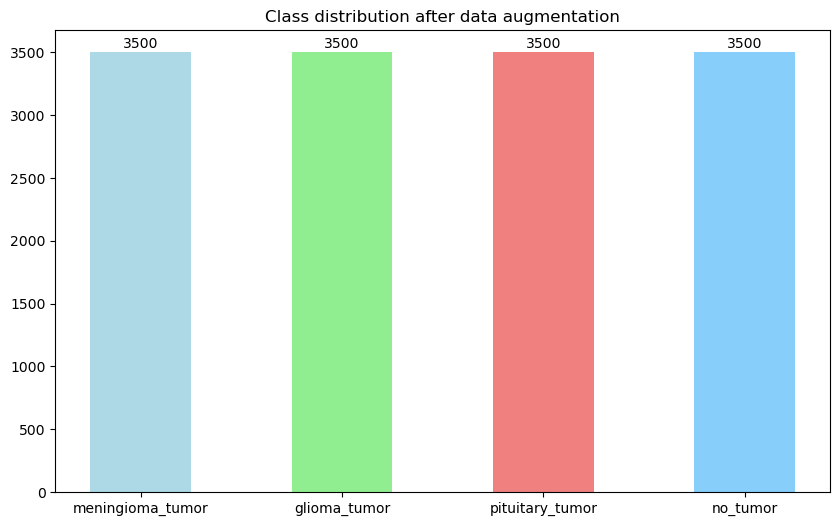 Class distribution after data augmentation
3500 3500 3500 3500
3500
3000
2500
2000
1500
1000
500
0
meningioma_tumor glioma_tumor pituitary_tumor no_tumor